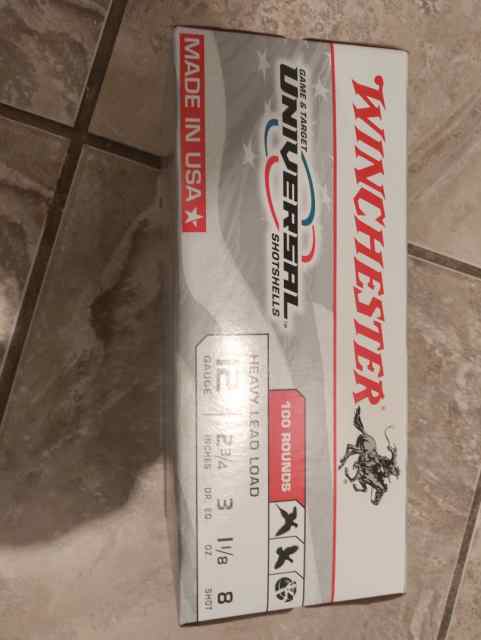 WINCHESTER
GAME & TARGET
UNIVERSAL™
SHOTSHELLS
MADE IN USA
100 ROUNDS
HEAVY LEAD LOAD
12 2 3/4 3 1 1/8 8
GAUGE INCHES DR. EQ. OZ. SHOT